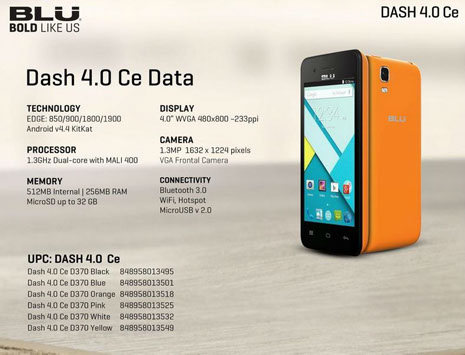 BLU
BOLD LIKE US
DASH 4.0 Ce
Dash 4.0 Ce Data
TECHNOLOGY
EDGE: 850/900/1800/1900
Android v4.4 KitKat
PROCESSOR
1.3GHz Dual-core with MALI 400
MEMORY
512MB Internal | 256MB RAM
MicroSD up to 32 GB
DISPLAY
4.0" WVGA 480x800 ~233ppi
CAMERA
1.3MP 1632 x 1224 pixels
VGA Frontal Camera
CONNECTIVITY
Bluetooth 3.0
WiFi, Hotspot
MicroUSB v 2.0
BLU
BLU
UPC: DASH 4.0 Ce
Dash 4.0 Ce D370 Black 848958013495
Dash 4.0 Ce D370 Blue 848958013501
Dash 4.0 Ce D370 Orange 848958013518
Dash 4.0 Ce D370 Pink 848958013525
Dash 4.0 Ce D370 White 848958013532
Dash 4.0 Ce D370 Yellow 848958013549